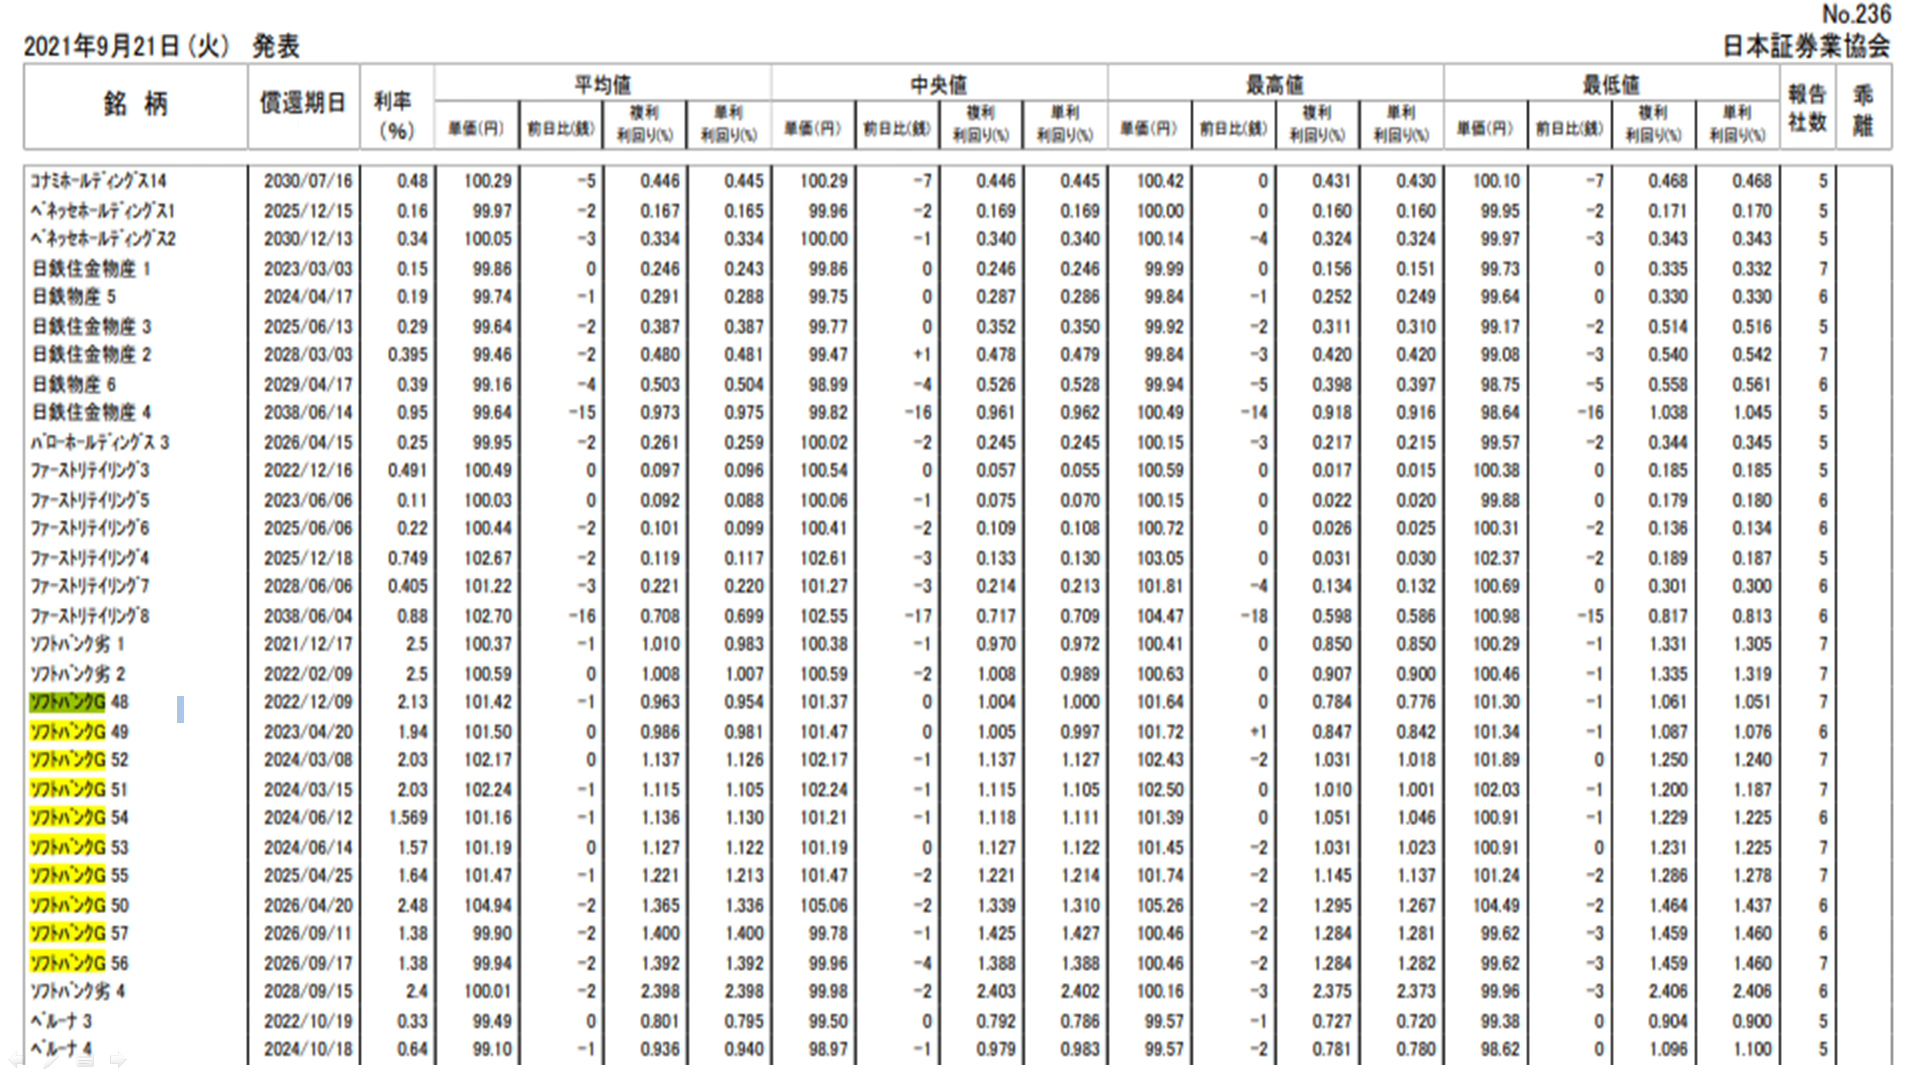 No.236
2021年9月21日(火) 発表 日本証券業協会
銘 柄 償還期日 利率(%) 平均値 中央値 最高値 最低値 報告社数 乖離
単価(円) 前日比(銭) 複利利回り(%) 単利利回り(%) 単価(円) 前日比(銭) 複利利回り(%) 単利利回り(%) 単価(円) 前日比(銭) 複利利回り(%) 単利利回り(%) 単価(円) 前日比(銭) 複利利回り(%) 単利利回り(%)
コナミホールディングス14 2030/07/16 0.48 100.29 -5 0.446 0.445 100.29 -7 0.446 0.445 100.42 0 0.431 0.430 100.10 -7 0.468 0.468 5
ベネッセホールディングス1 2025/12/15 0.16 99.97 -2 0.167 0.165 99.96 -2 0.169 0.169 100.00 0 0.160 0.160 99.95 -2 0.171 0.170 5
ベネッセホールディングス2 2030/12/13 0.34 100.05 -3 0.334 0.334 100.00 -1 0.340 0.340 100.14 -4 0.324 0.324 99.97 -3 0.343 0.343 5
日鉄住金物産 1 2023/03/03 0.15 99.86 0 0.246 0.243 99.86 0 0.246 0.246 99.99 0 0.156 0.151 99.73 0 0.335 0.332 7
日鉄物産 5 2024/04/17 0.19 99.74 -1 0.291 0.288 99.75 0 0.287 0.286 99.84 -1 0.252 0.249 99.64 0 0.330 0.330 6
日鉄住金物産 3 2025/06/13 0.29 99.64 -2 0.387 0.387 99.77 0 0.352 0.350 99.92 -2 0.311 0.310 99.17 -2 0.514 0.516 5
日鉄住金物産 2 2028/03/03 0.395 99.46 -2 0.480 0.481 99.47 +1 0.478 0.479 99.84 -3 0.420 0.420 99.08 -3 0.540 0.542 7
日鉄物産 6 2029/04/17 0.39 99.16 -4 0.503 0.504 98.99 -4 0.526 0.528 99.94 -5 0.398 0.397 98.75 -5 0.558 0.561 6
日鉄住金物産 4 2038/06/14 0.95 99.64 -15 0.973 0.975 99.82 -16 0.961 0.962 100.49 -14 0.918 0.916 98.64 -16 1.038 1.045 5
バローホールディングス 3 2026/04/15 0.25 99.95 -2 0.261 0.259 100.02 -2 0.245 0.245 100.15 -3 0.217 0.215 99.57 -2 0.344 0.345 5
ファーストリテイリング3 2022/12/16 0.491 100.49 0 0.097 0.096 100.54 0 0.057 0.055 100.59 0 0.017 0.015 100.38 0 0.185 0.185 5
ファーストリテイリング5 2023/06/06 0.11 100.03 0 0.092 0.088 100.06 -1 0.075 0.070 100.15 0 0.022 0.020 99.88 0 0.179 0.180 6
ファーストリテイリング6 2025/06/06 0.22 100.44 -2 0.101 0.099 100.41 -2 0.109 0.108 100.72 0 0.026 0.025 100.31 -2 0.136 0.134 6
ファーストリテイリング4 2025/12/18 0.749 102.67 -2 0.119 0.117 102.61 -3 0.133 0.130 103.05 0 0.031 0.030 102.37 -2 0.189 0.187 5
ファーストリテイリング7 2028/06/06 0.405 101.22 -3 0.221 0.220 101.27 -3 0.214 0.213 101.81 -4 0.134 0.132 100.69 0 0.301 0.300 6
ファーストリテイリング8 2038/06/04 0.88 102.70 -16 0.708 0.699 102.55 -17 0.717 0.709 104.47 -18 0.598 0.586 100.98 -15 0.817 0.813 6
ソフトバンク劣 1 2021/12/17 2.5 100.37 -1 1.010 0.983 100.38 -1 0.970 0.972 100.41 0 0.850 0.850 100.29 -1 1.331 1.305 7
ソフトバンク劣 2 2022/02/09 2.5 100.59 0 1.008 1.007 100.59 -2 1.008 0.989 100.63 0 0.907 0.900 100.46 -1 1.335 1.319 7
ソフトバンクG 48 2022/12/09 2.13 101.42 -1 0.963 0.954 101.37 0 1.004 1.000 101.64 0 0.784 0.776 101.30 -1 1.061 1.051 7
ソフトバンクG 49 2023/04/20 1.94 101.50 0 0.986 0.981 101.47 0 1.005 0.997 101.72 +1 0.847 0.842 101.34 -1 1.087 1.076 6
ソフトバンクG 52 2024/03/08 2.03 102.17 0 1.137 1.126 102.17 -1 1.137 1.127 102.43 -2 1.031 1.018 101.89 0 1.250 1.240 7
ソフトバンクG 51 2024/03/15 2.03 102.24 -1 1.115 1.105 102.24 -1 1.115 1.105 102.50 0 1.010 1.001 102.03 -1 1.200 1.187 7
ソフトバンクG 54 2024/06/12 1.569 101.16 -1 1.136 1.130 101.21 -1 1.118 1.111 101.39 0 1.051 1.046 100.91 -1 1.229 1.225 6
ソフトバンクG 53 2024/06/14 1.57 101.19 0 1.127 1.122 101.19 0 1.127 1.122 101.45 -2 1.031 1.023 100.91 0 1.231 1.225 7
ソフトバンクG 55 2025/04/25 1.64 101.47 -1 1.221 1.213 101.47 -2 1.221 1.214 101.74 -2 1.145 1.137 101.24 -2 1.286 1.278 7
ソフトバンクG 50 2026/04/20 2.48 104.94 -2 1.365 1.336 105.06 -2 1.339 1.310 105.26 -2 1.295 1.267 104.49 -2 1.464 1.437 6
ソフトバンクG 57 2026/09/11 1.38 99.90 -2 1.400 1.400 99.78 -1 1.425 1.427 100.46 -2 1.284 1.281 99.62 -3 1.459 1.460 6
ソフトバンクG 56 2026/09/17 1.38 99.94 -2 1.392 1.392 99.96 -4 1.388 1.388 100.46 -2 1.284 1.282 99.62 -3 1.459 1.460 7
ソフトバンク劣 4 2028/09/15 2.4 100.01 -2 2.398 2.398 99.98 -2 2.403 2.402 100.16 -3 2.375 2.373 99.96 -3 2.406 2.406 6
ベルーナ 3 2022/10/19 0.33 99.49 0 0.801 0.795 99.50 0 0.792 0.786 99.57 -1 0.727 0.720 99.38 0 0.904 0.900 5
ベルーナ 4 2024/10/18 0.64 99.10 -1 0.936 0.940 98.97 -1 0.979 0.983 99.57 -2 0.781 0.780 98.62 0 1.096 1.100 5